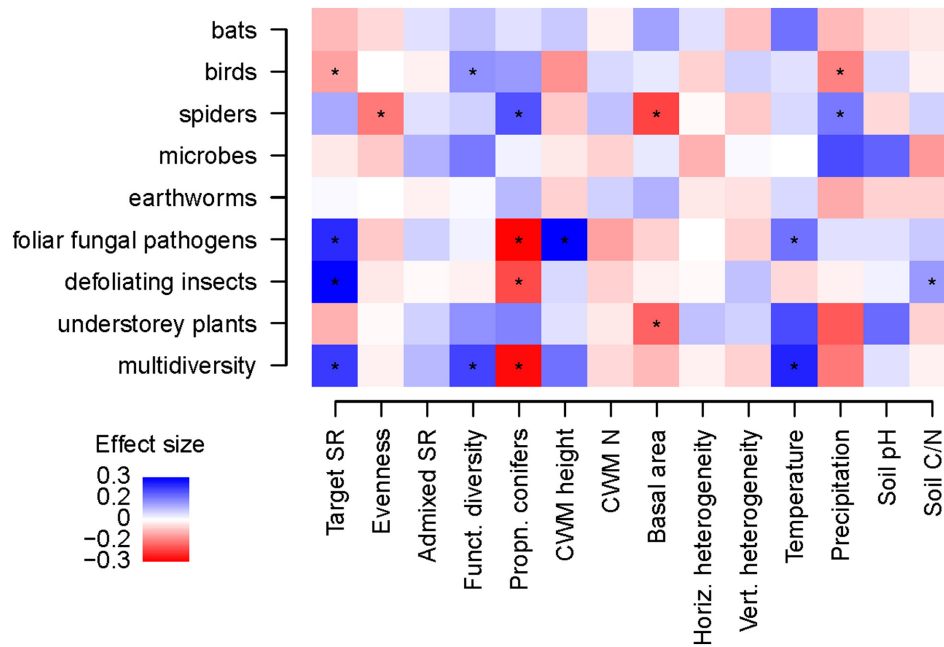 bats
birds
* * *
spiders
* * * *
microbes
earthworms
foliar fungal pathogens
* * * *
defoliating insects
* * *
understorey plants
*
multidiversity
* * * *
Effect size
0.3
0.2
0
−0.2
−0.3
Target SR
Evenness
Admixed SR
Funct. diversity
Propn. conifers
CWM height
CWM N
Basal area
Horiz. heterogeneity
Vert. heterogeneity
Temperature
Precipitation
Soil pH
Soil C/N